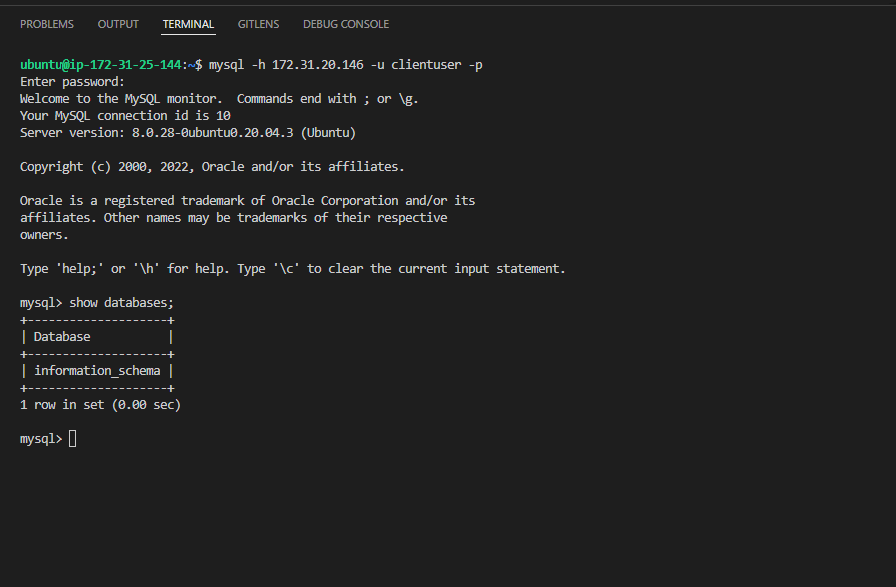 PROBLEMS OUTPUT TERMINAL GITLENS DEBUG CONSOLE
ubuntu@ip-172-31-25-144:~$ mysql -h 172.31.20.146 -u clientuser -p
Enter password:
Welcome to the MySQL monitor.  Commands end with ; or \g.
Your MySQL connection id is 10
Server version: 8.0.28-0ubuntu0.20.04.3 (Ubuntu)
Copyright (c) 2000, 2022, Oracle and/or its affiliates.
Oracle is a registered trademark of Oracle Corporation and/or its
affiliates. Other names may be trademarks of their respective
owners.
Type 'help;' or '\h' for help. Type '\c' to clear the current input statement.
mysql> show databases;
+--------------------+
| Database           |
+--------------------+
| information_schema |
+--------------------+
1 row in set (0.00 sec)
mysql>